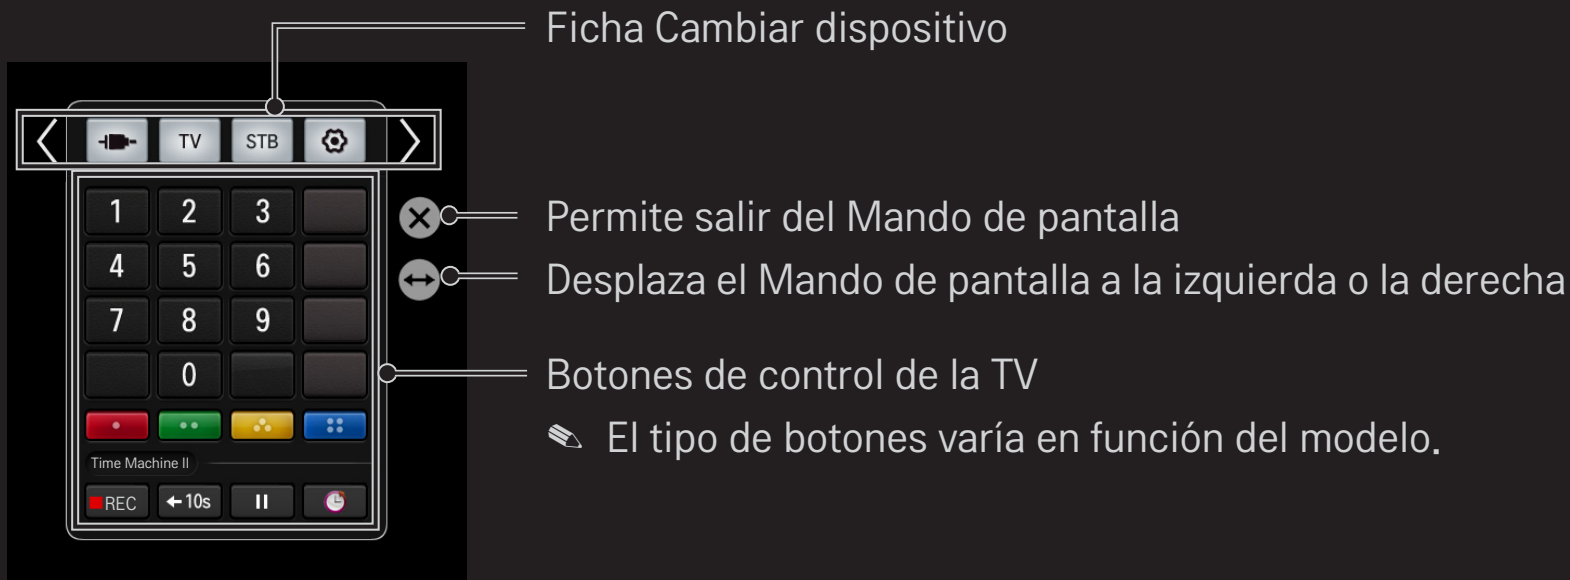 Ficha Cambiar dispositivo
TV STB
1 2 3
Permite salir del Mando de pantalla
4 5 6
Desplaza el Mando de pantalla a la izquierda o la derecha
7 8 9
0
Botones de control de la TV
✎ El tipo de botones varía en función del modelo.
Time Machine II
REC ←10s